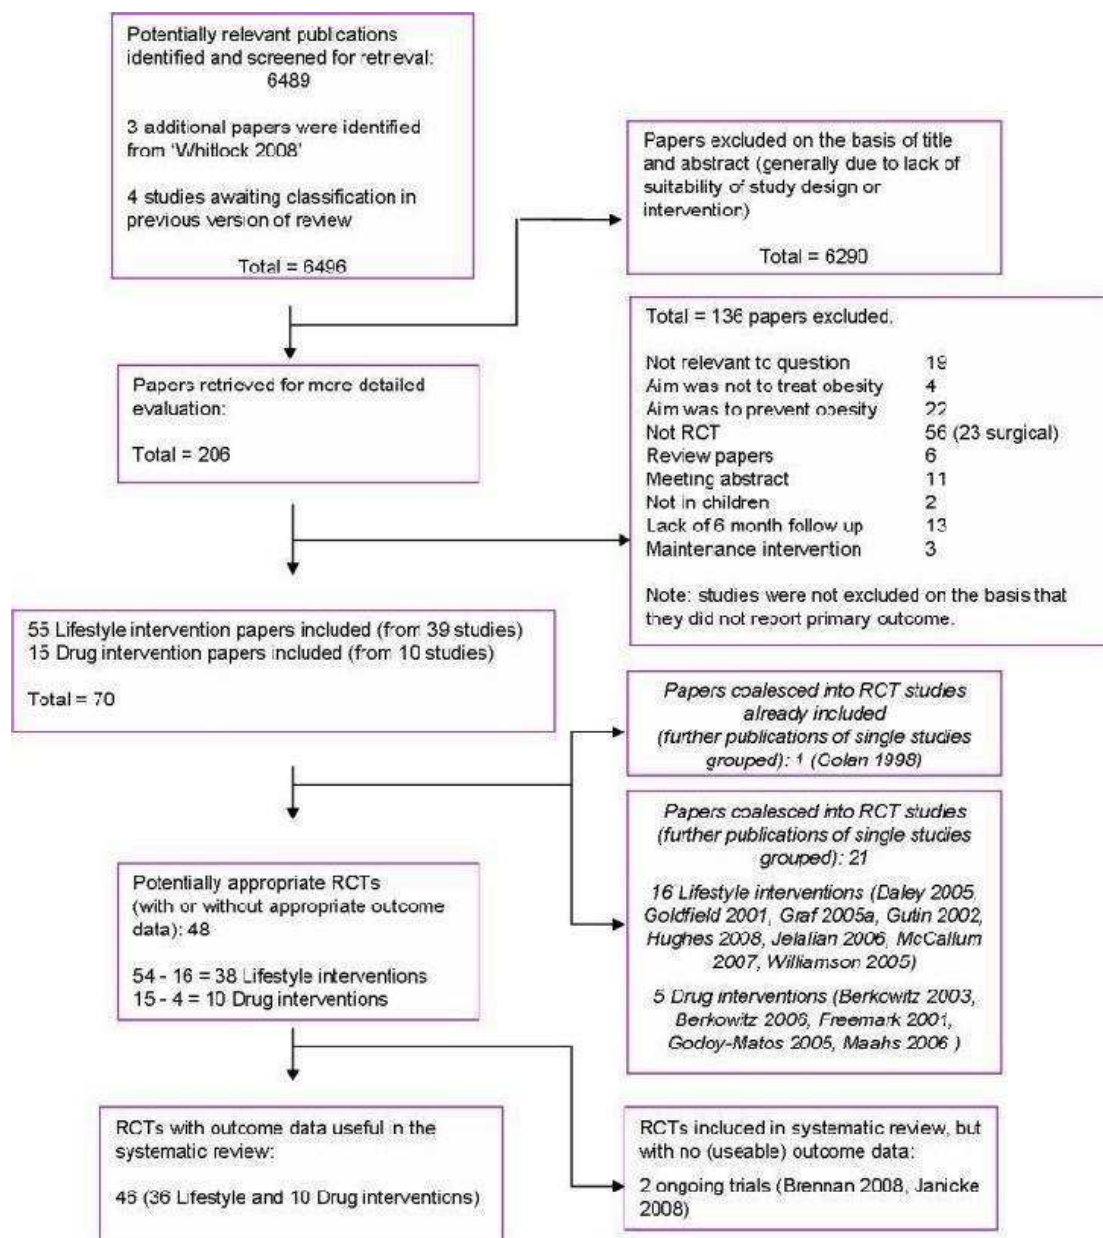 Potentially relevant publications
identified and screened for retrieval:
6489
3 additional papers were identified
from 'Whitlock 2008'
4 studies awaiting classification in
previous version of review
Total = 6496
Papers excluded on the basis of title
and abstract (generally due to lack of
suitability of study design or
intervention)
Total = 6290
Papers retrieved for more detailed
evaluation:
Total = 206
Total = 136 papers excluded.
Not relevant to question 19
Aim was not to treat obesity 4
Aim was to prevent obesity 22
Not RCT 56 (23 surgical)
Review papers 6
Meeting abstract 11
Not in children 2
Lack of 6 month follow up 13
Maintenance intervention 3
Note: studies were not excluded on the basis that
they did not report primary outcome.
55 Lifestyle intervention papers included (from 39 studies)
15 Drug intervention papers included (from 10 studies)
Total = 70
Papers coalesced into RCT studies
already included
(further publications of single studies
grouped): 1 (Golan 1998)
Papers coalesced into RCT studies
(further publications of single studies
grouped): 21
16 Lifestyle interventions (Daley 2005,
Goldfield 2001, Graf 2005a, Gutin 2002,
Hughes 2008, Jelalian 2006, McCallum
2007, Williamson 2005)
5 Drug interventions (Berkowitz 2003,
Berkowitz 2006, Freemark 2001,
Godoy-Matos 2005, Maahs 2006 )
Potentially appropriate RCTs
(with or without appropriate outcome
data): 48
54 - 16 = 38 Lifestyle interventions
15 - 4 = 10 Drug interventions
RCTs with outcome data useful in the
systematic review:
46 (36 Lifestyle and 10 Drug interventions)
RCTs included in systematic review, but
with no (useable) outcome data:
2 ongoing trials (Brennan 2008, Janicke
2008)